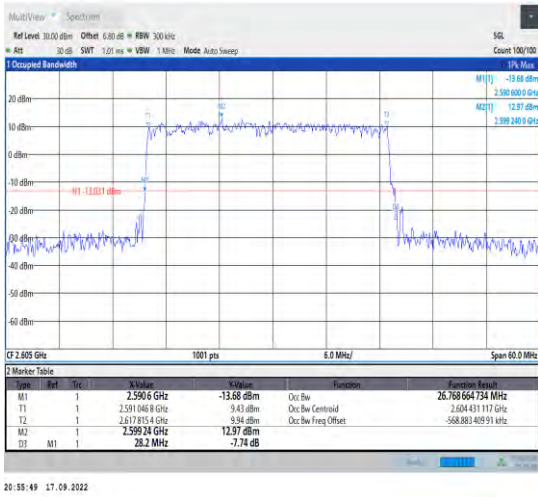 MultiView Spectrum
Ref Level 30.00 dBm Offset 6.80 dB RBW 300 kHz SGL
Att 30 dB SWT 1.01 ms VBW 1 MHz Mode Auto Sweep Count 100/100
1 Occupied Bandwidth 1Pk Max
M1[1] -13.68 dBm
2.590 600 0 GHz
M2[1] 12.97 dBm
2.599 240 0 GHz
20 dBm
10 dBm
0 dBm
-10 dBm
H1 -13.031 dBm
-20 dBm
-30 dBm
-40 dBm
-50 dBm
-60 dBm
CF 2.605 GHz 1001 pts 6.0 MHz/ Span 60.0 MHz
2 Marker Table
Type Ref Trc X-Value Y-Value Function Function Result
M1 1 2.590 6 GHz -13.68 dBm Occ Bw 26.768 664 734 MHz
T1 1 2.591 046 8 GHz 9.43 dBm Occ Bw Centroid 2.604 431 117 GHz
T2 1 2.617 815 4 GHz 9.94 dBm Occ Bw Freq Offset -568.883 409 91 kHz
M2 1 2.599 24 GHz 12.97 dBm
D3 M1 1 28.2 MHz -7.74 dB
20:55:49 17.09.2022